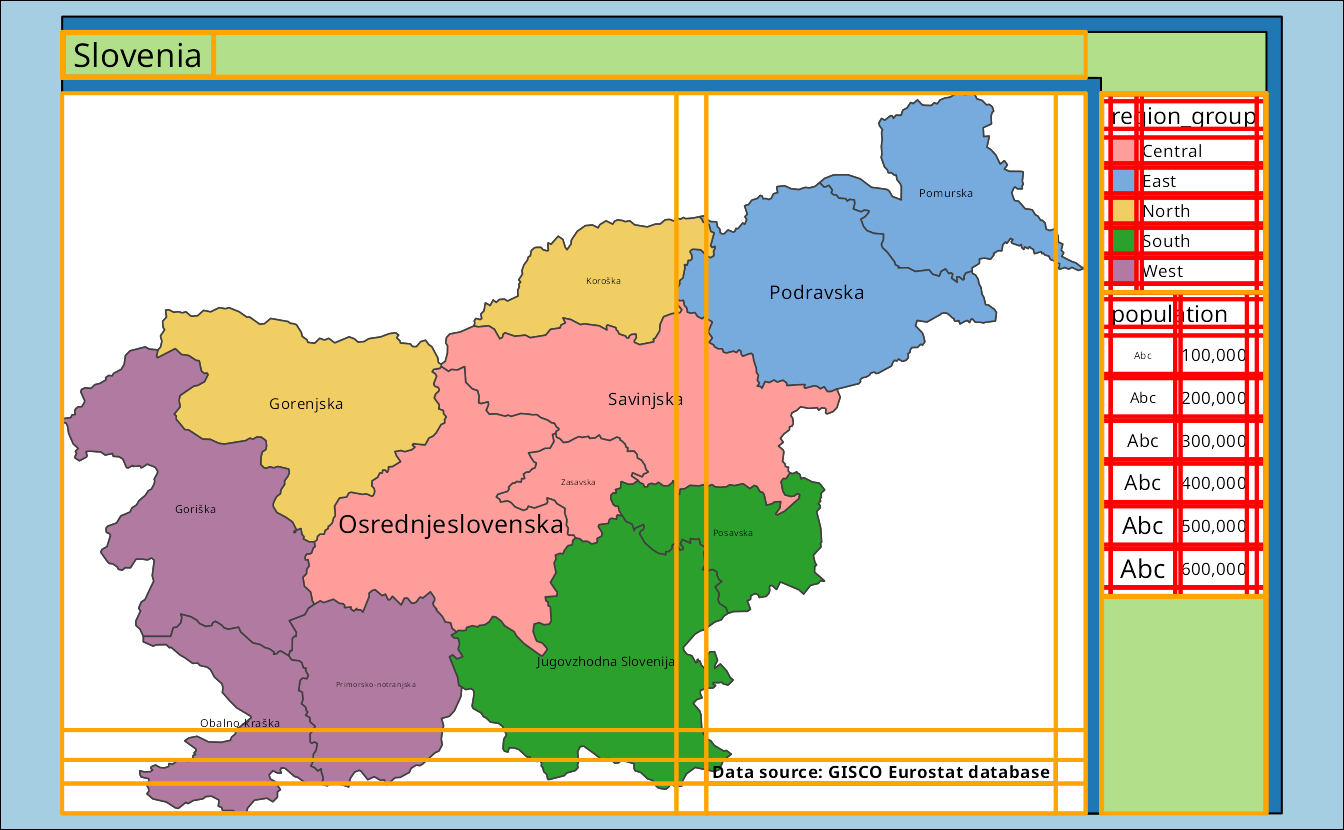 Slovenia
region_group
Central
East
North
South
West
population
Abc 100,000
Abc 200,000
Abc 300,000
Abc 400,000
Abc 500,000
Abc 600,000
Pomurska
Koroška
Podravska
Gorenjska
Savinjska
Zasavska
Goriška
Osrednjeslovenska
Posavska
Jugovzhodna Slovenija
Primorsko-notranjska
Obalno-kraška
Data source: GISCO Eurostat database